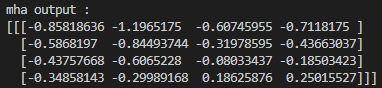 mha output :
[[[-0.85818636 -1.1965175  -0.60745955 -0.7118175 ]
  [-0.5868197  -0.84493744 -0.31978595 -0.43663037]
  [-0.43757668 -0.6065228  -0.08033437 -0.18503423]
  [-0.34858143 -0.29989168  0.18625876  0.25015527]]]